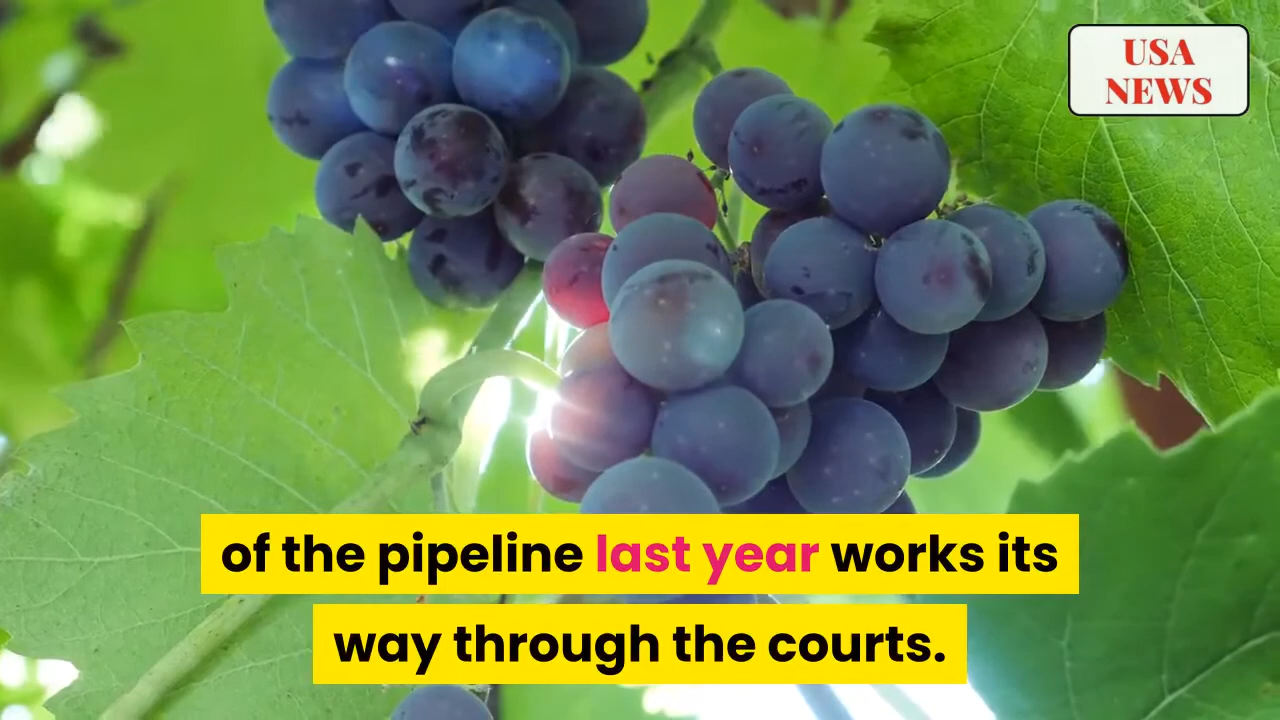 USA
NEWS
of the pipeline last year works its
way through the courts.